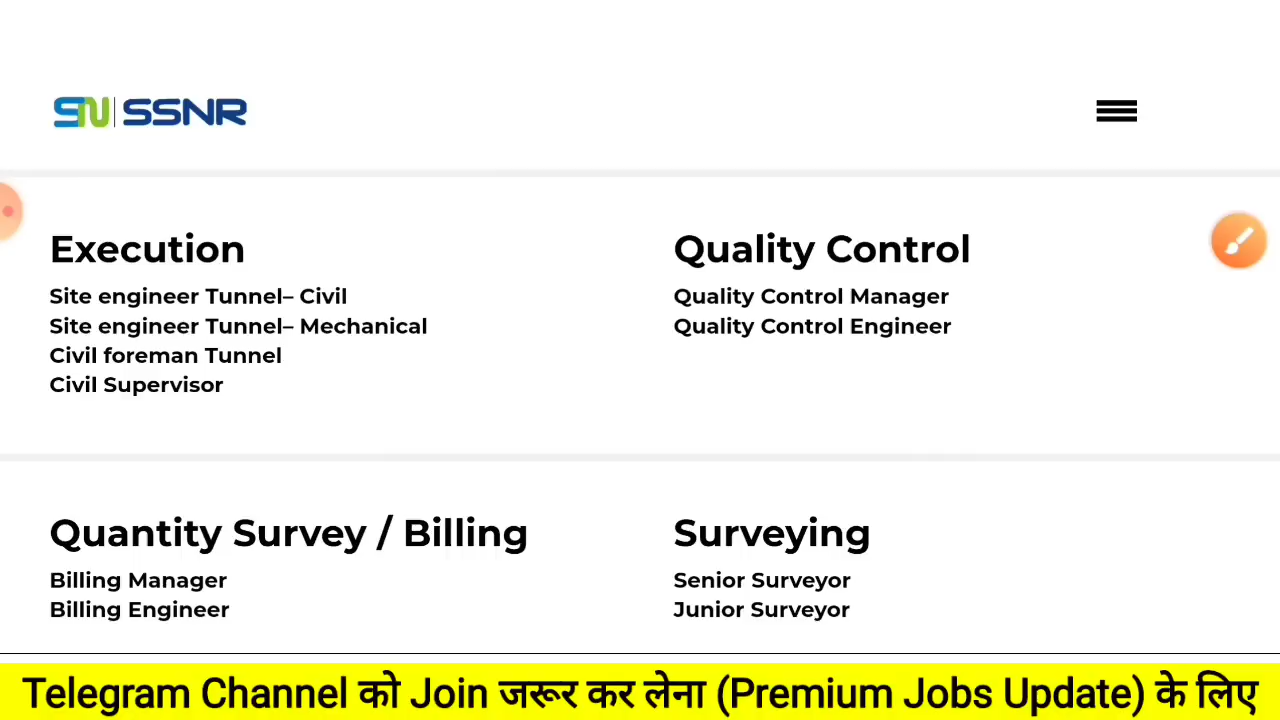 SN SSNR
Execution
Site engineer Tunnel– Civil
Site engineer Tunnel– Mechanical
Civil foreman Tunnel
Civil Supervisor
Quality Control
Quality Control Manager
Quality Control Engineer
Quantity Survey / Billing
Billing Manager
Billing Engineer
Surveying
Senior Surveyor
Junior Surveyor
Telegram Channel को Join जरूर कर लेना (Premium Jobs Update) के लिए